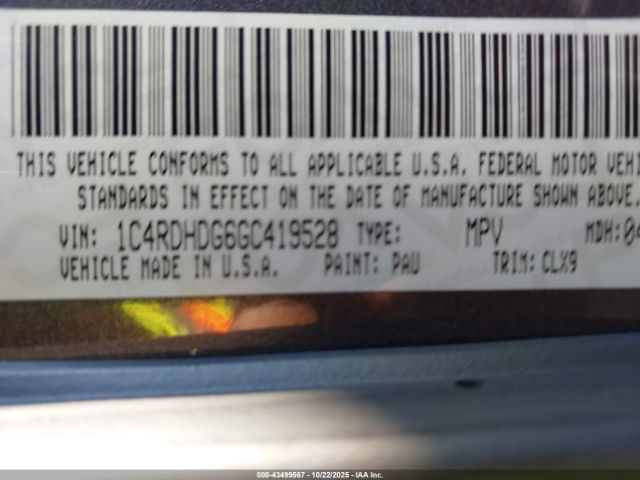 THIS VEHICLE CONFORMS TO ALL APPLICABLE U.S.A. FEDERAL MOTOR VEHI
STANDARDS IN EFFECT ON THE DATE OF MANUFACTURE SHOWN ABOVE.
VIN: 1C4RDHDG6GC419528 TYPE: MPV MDH: 04
VEHICLE MADE IN U.S.A. PAINT: PAU TRIM: CLX9
000-43499567 - 10/22/2025 - IAA Inc.